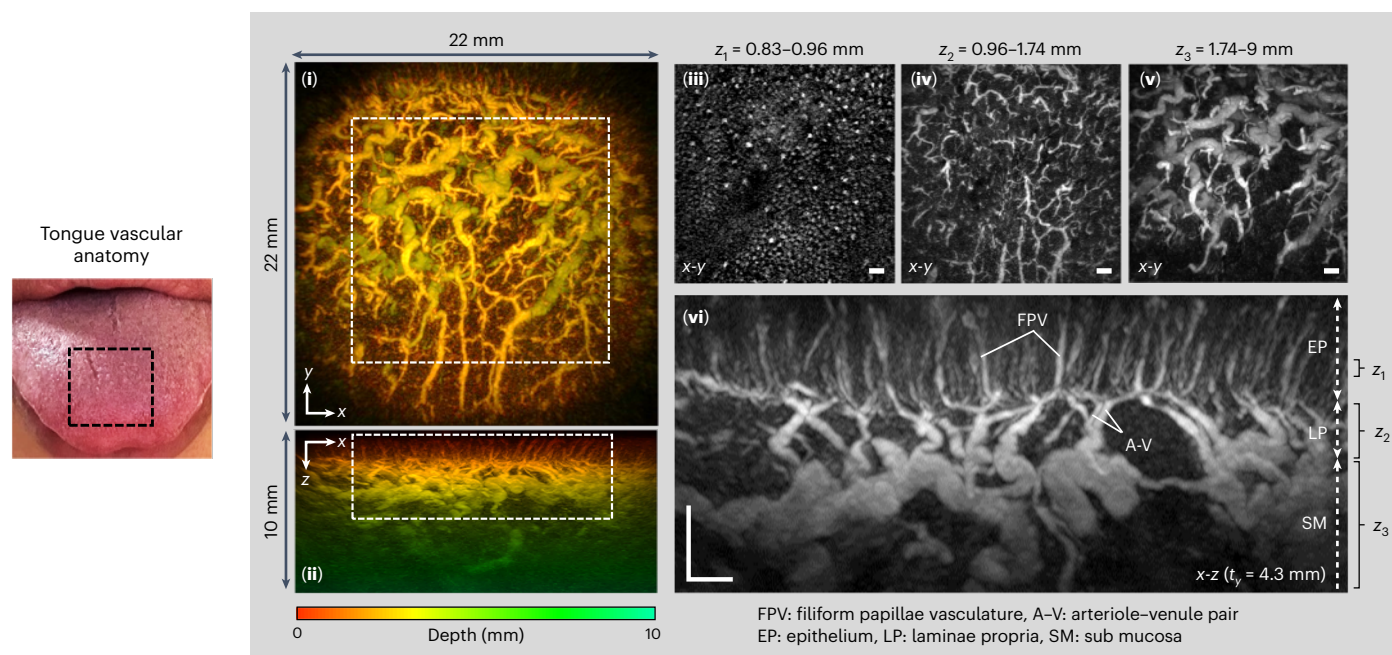 Tongue vascular
anatomy
22 mm
22 mm
(i)
y
x
10 mm
x
z
(ii)
0
Depth (mm)
10
z1 = 0.83–0.96 mm
(iii)
x-y
z2 = 0.96–1.74 mm
(iv)
x-y
z3 = 1.74–9 mm
(v)
x-y
(vi)
FPV
A-V
EP
LP
SM
z1
z2
z3
x-z (ty = 4.3 mm)
FPV: filiform papillae vasculature, A–V: arteriole–venule pair
EP: epithelium, LP: laminae propria, SM: sub mucosa